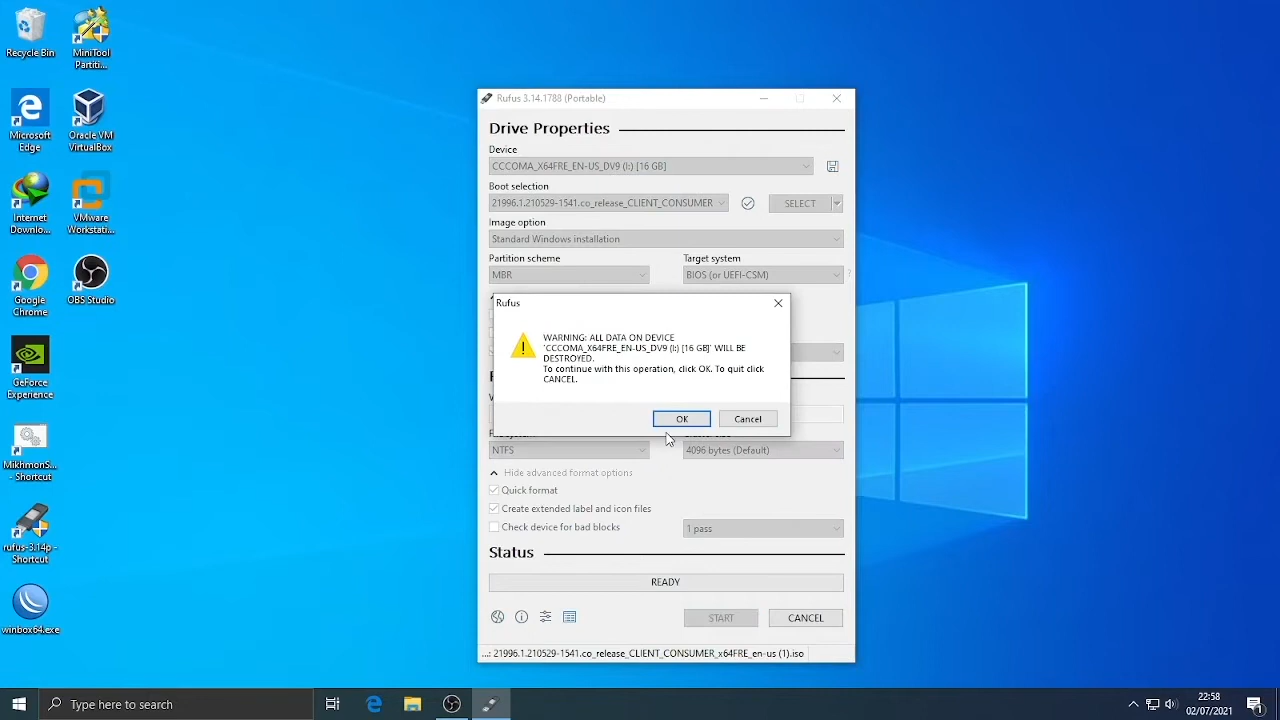 Recycle Bin
MiniTool
Partiti...
Microsoft
Edge
Oracle VM
VirtualBox
Internet
Downlo...
VMware
Workstati...
Google
Chrome
OBS Studio
GeForce
Experience
MikhmonS...
- Shortcut
rufus-3.14p -
Shortcut
winbox64.exe
Rufus 3.14.1788 (Portable)
Drive Properties
Device
CCCOMA_X64FRE_EN-US_DV9 (I:) [16 GB]
Boot selection
21996.1.210529-1541.co_release_CLIENT_CONSUMER
SELECT
Image option
Standard Windows installation
Partition scheme
Target system
MBR
BIOS (or UEFI-CSM)
?
Rufus
WARNING: ALL DATA ON DEVICE
'CCCOMA_X64FRE_EN-US_DV9 (I:) [16 GB]' WILL BE
DESTROYED.
To continue with this operation, click OK. To quit click
CANCEL.
OK
Cancel
NTFS
4096 bytes (Default)
Hide advanced format options
Quick format
Create extended label and icon files
Check device for bad blocks
1 pass
Status
READY
START
CANCEL
...: 21996.1.210529-1541.co_release_CLIENT_CONSUMER_x64FRE_en-us (1).iso
Type here to search
22:58
02/07/2021
1